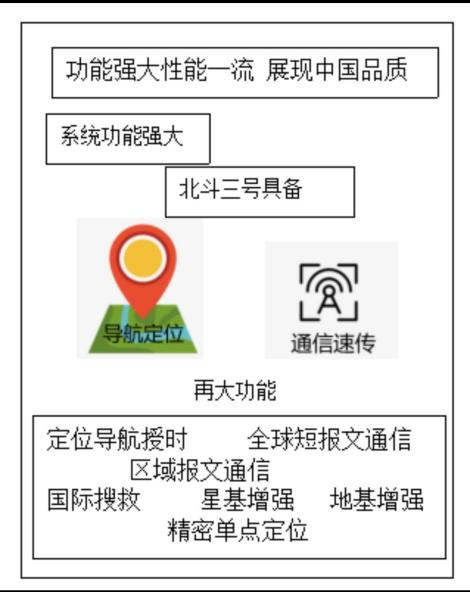 功能强大性能一流 展现中国品质
系统功能强大
北斗三号具备
导航定位 通信速传
再大功能
定位导航授时 全球短报文通信
区域报文通信
国际搜救 星基增强 地基增强
精密单点定位